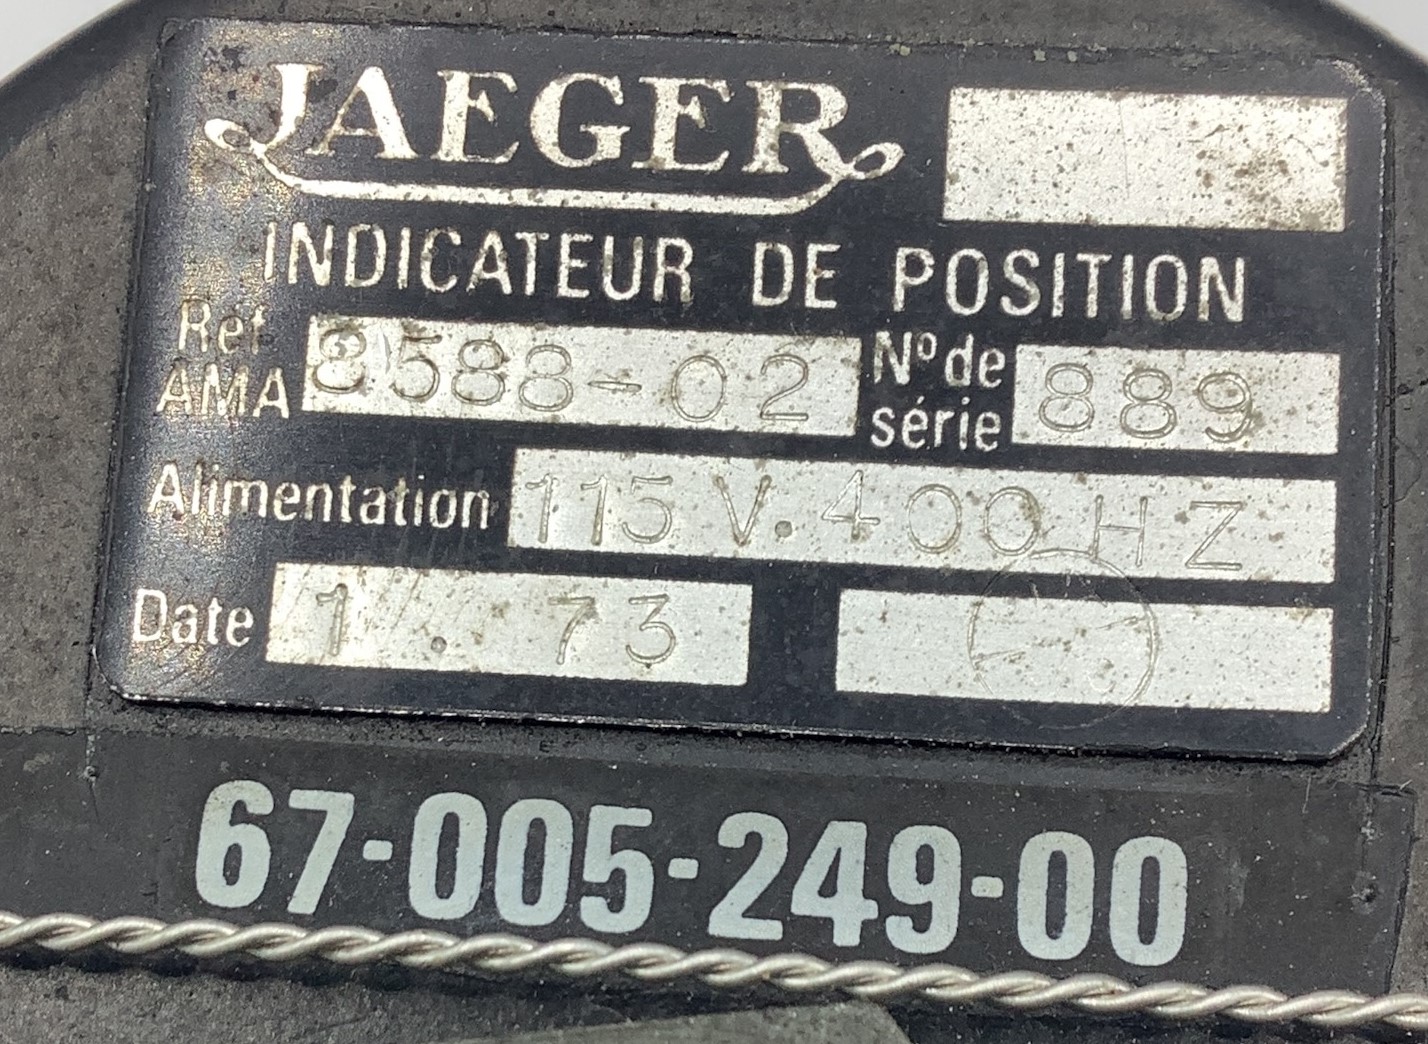 JAEGER
INDICATEUR DE POSITION
Ref AMA 8588-02 Nº de série 889
Alimentation 115 V. 400 HZ
Date 1. 73
67-005-249-00